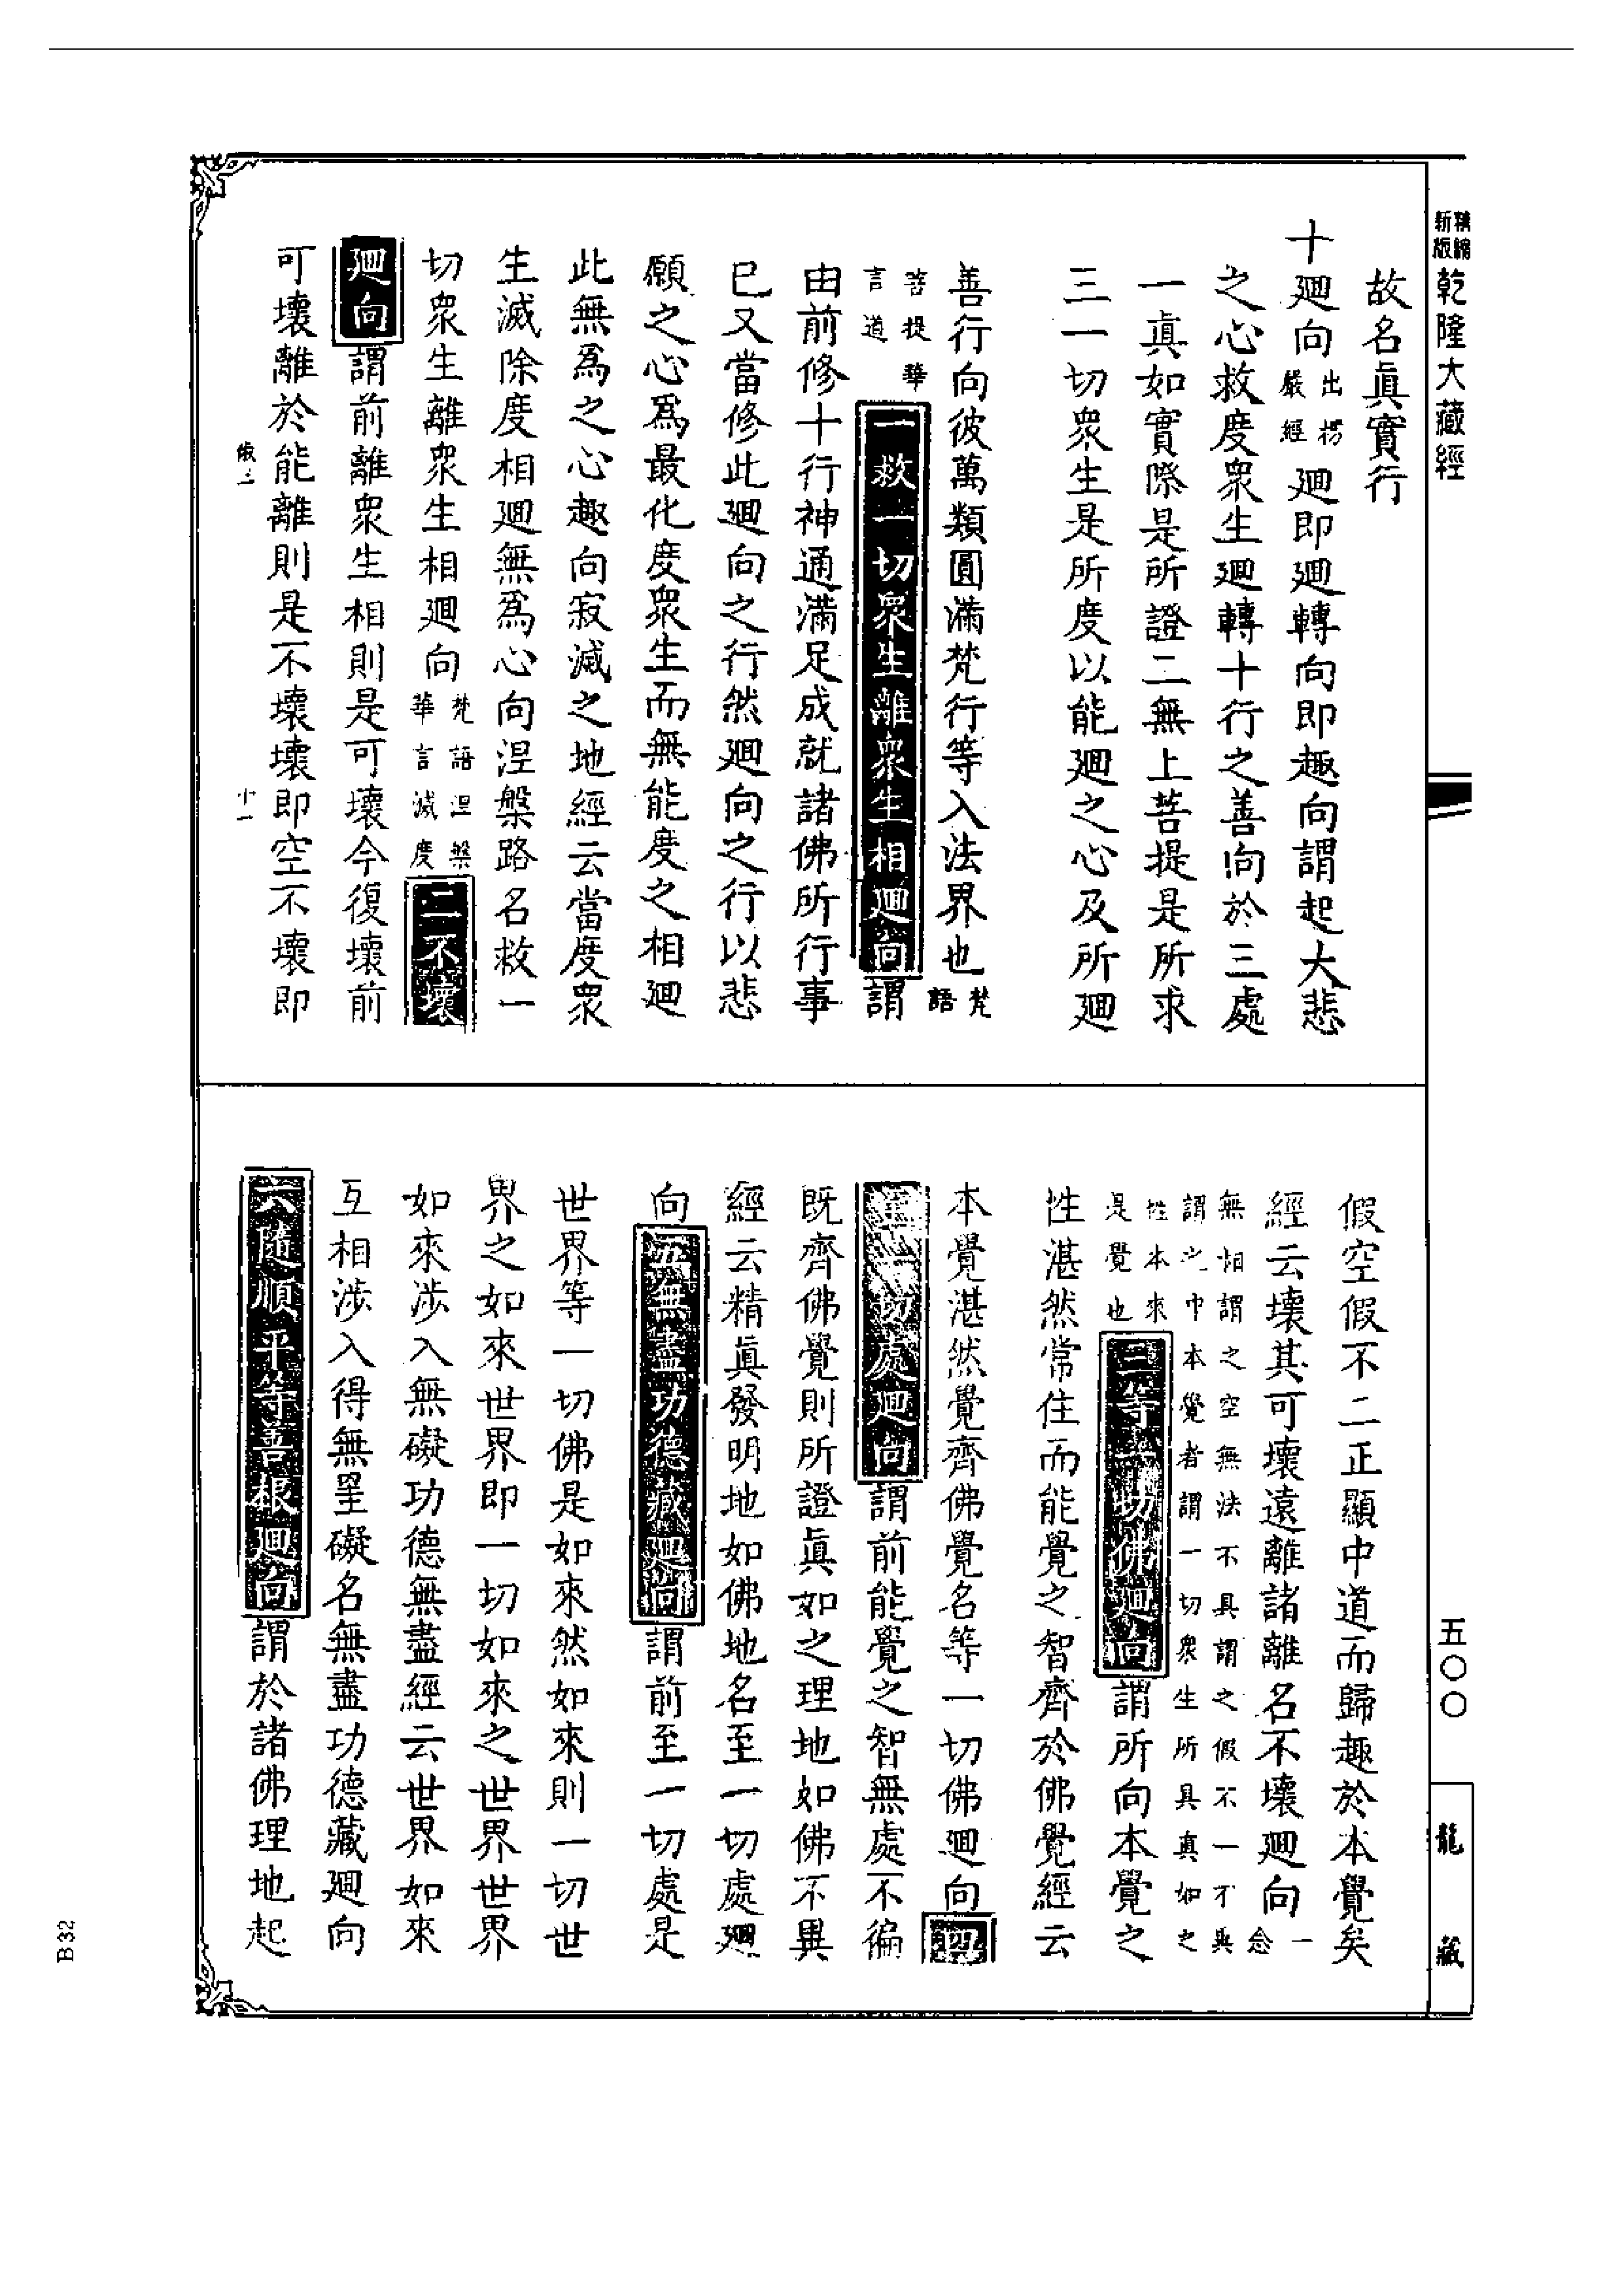 新版精縮
乾隆大藏經
五〇〇
龍藏
故名眞實行
十廻向出楞嚴經廻即廻轉向即趣向謂起大悲
之心救度衆生廻轉十行之善向於三處
一眞如實際是所證二無上菩提是所求
三一切衆生是所度以能廻之心及所廻
善行向彼萬類圓滿梵行等入法界也梵語
菩提華言道一救一切衆生離衆生相廻向謂
由前修十行神通滿足成就諸佛所行事
已又當修此廻向之行然廻向之行以悲
願之心爲最化度衆生而無能度之相廻
此無爲之心趣向寂滅之地經云當度衆
生滅除度相廻無爲心向涅槃路名救一
切衆生離衆生相廻向梵語涅槃華言滅度二不壞
廻向謂前離衆生相則是可壞今復壞前
可壞離於能離則是不壞壞即空不壞即
十一
假空假不二正顯中道而歸趣於本覺矣
經云壞其可壞遠離諸離名不壞廻向一念
無相謂之空無法不具謂之假不一不異
謂之中本覺者謂一切衆生所具真如之
性本來是覺也三等一切佛廻向謂所向本覺之
性湛然常住而能覺之智齊於佛覺經云
本覺湛然覺齊佛覺名等一切佛廻向四
至一切處廻向謂前能覺之智無處不徧
既齊佛覺則所證眞如之理地如佛不異
經云精眞發明地如佛地名至一切處廻
向五無盡功德藏廻向謂前至一切處是
世界等一切佛是如來然如來則一切世
界之如來世界即一切如來之世界世界
如來涉入無礙功德無盡經云世界如來
互相涉入得無罣礙名無盡功德藏廻向
六隨順平等善根廻向謂於諸佛理地起
B32